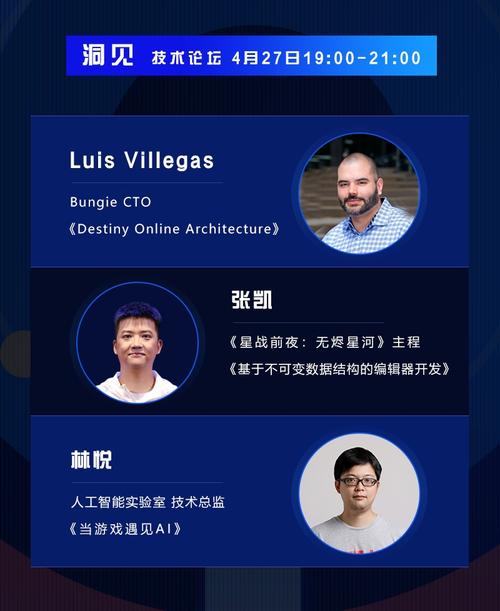 洞见 技术论坛 4月27日19:00-21:00
Luis Villegas
Bungie CTO
《Destiny Online Architecture》
张凯
《星战前夜：无烬星河》主程
《基于不可变数据结构的编辑器开发》
林悦
人工智能实验室 技术总监
《当游戏遇见AI》